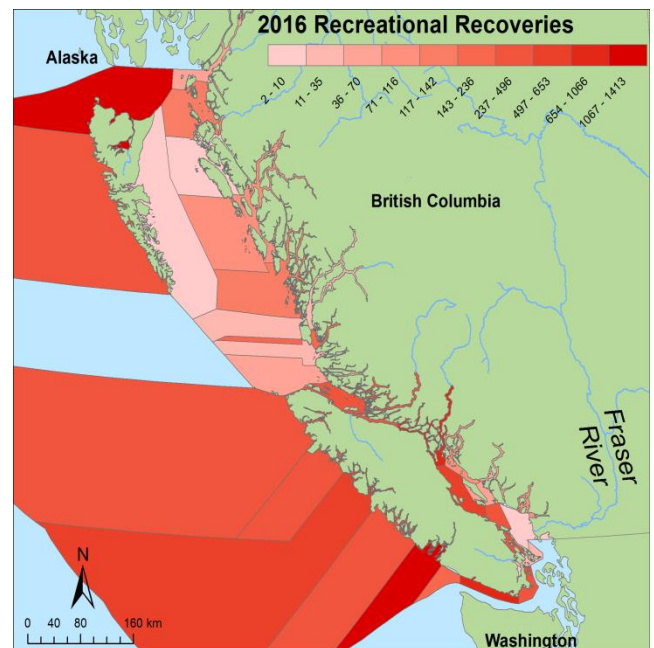 2016 Recreational Recoveries
Alaska
2 - 10
11 - 35
36 - 70
71 - 116
117 - 142
143 - 236
237 - 496
497 - 653
654 - 1066
1067 - 1413
British Columbia
Fraser
River
N
0 40 80 160 km
Washington